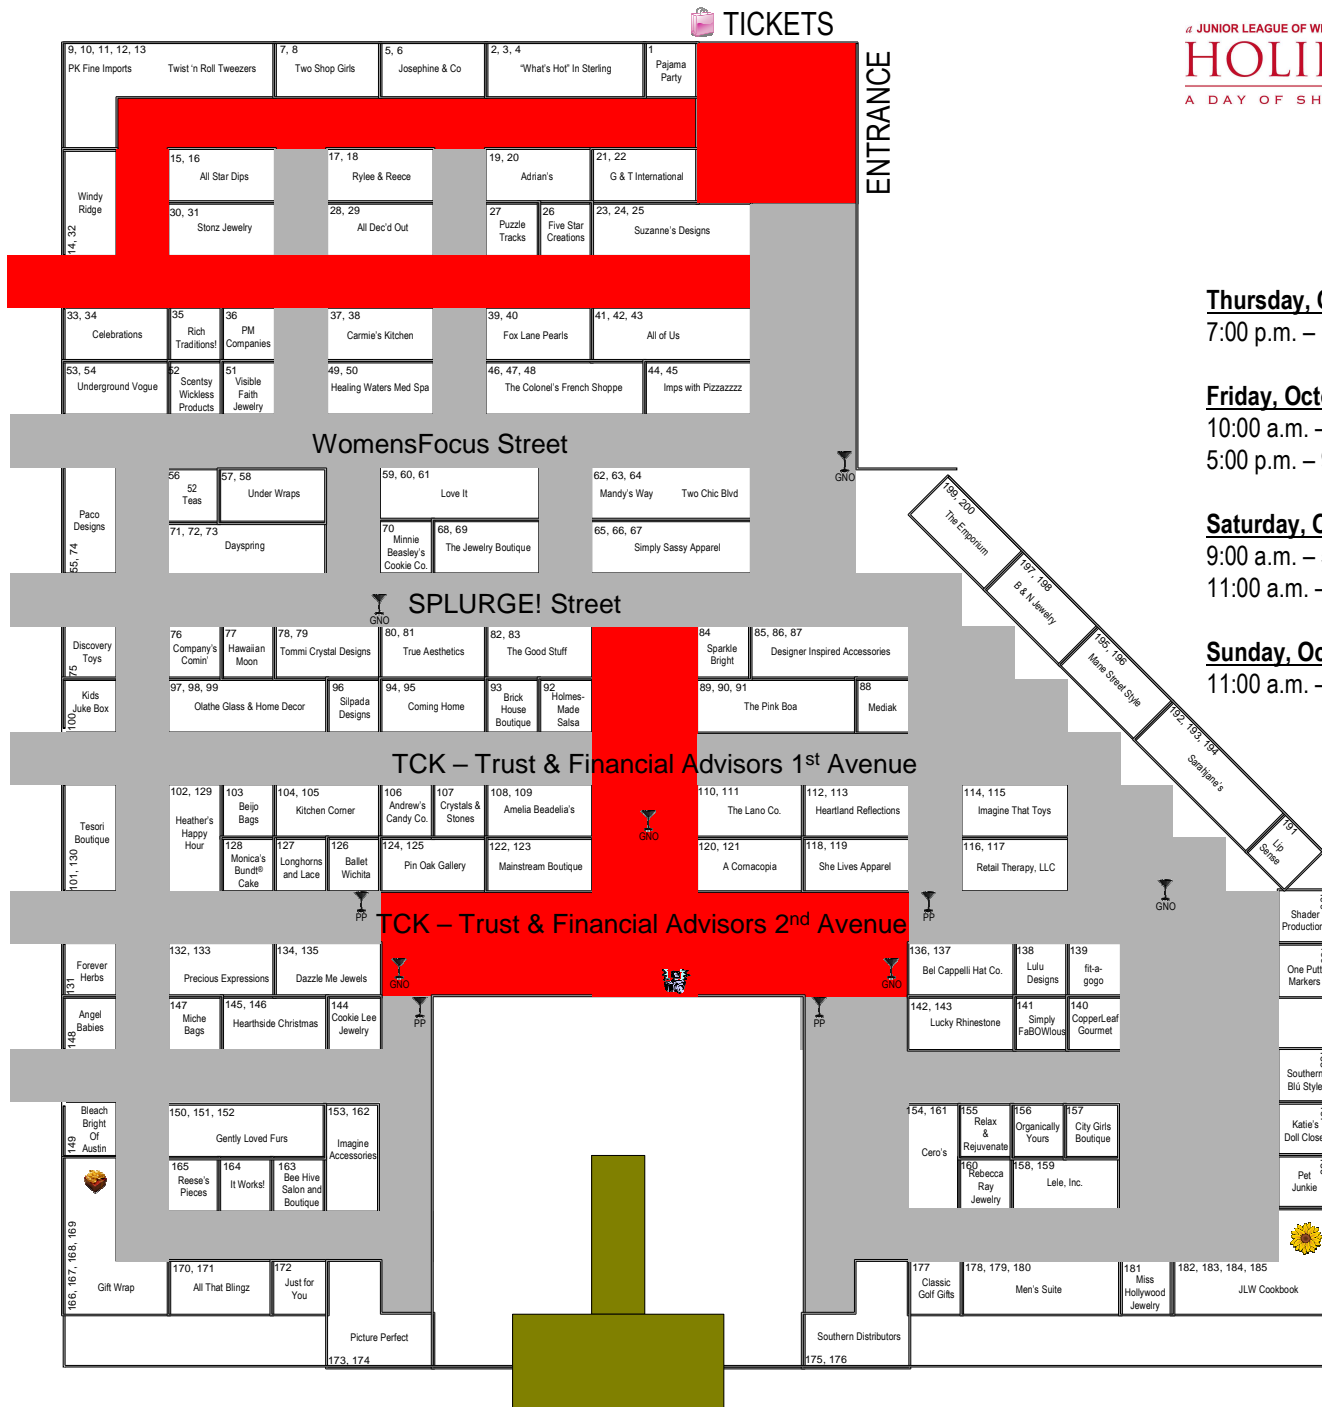 TICKETS
ENTRANCE
a JUNIOR LEAGUE OF WI
HOLI
A DAY OF SH
9, 10, 11, 12, 13
PK Fine Imports
Twist 'n Roll Tweezers
7, 8
Two Shop Girls
5, 6
Josephine & Co
2, 3, 4
"What's Hot" In Sterling
1
Pajama
Party
14, 32
Windy
Ridge
15, 16
All Star Dips
17, 18
Rylee & Reece
19, 20
Adrian's
21, 22
G & T International
30, 31
Stonz Jewelry
28, 29
All Dec'd Out
27
Puzzle
Tracks
26
Five Star
Creations
23, 24, 25
Suzanne's Designs
Thursday, O
7:00 p.m. –
Friday, Oct
10:00 a.m. –
5:00 p.m. –
Saturday, O
9:00 a.m. –
11:00 a.m. –
Sunday, Oc
11:00 a.m. –
33, 34
Celebrations
35
Rich
Traditions!
36
PM
Companies
37, 38
Carmie's Kitchen
39, 40
Fox Lane Pearls
41, 42, 43
All of Us
53, 54
Underground Vogue
52
Scentsy
Wickless
Products
51
Visible
Faith
Jewelry
49, 50
Healing Waters Med Spa
46, 47, 48
The Colonel's French Shoppe
44, 45
Imps with Pizzazzzz
WomensFocus Street
GNO
55, 74
Paco
Designs
56
52
Teas
57, 58
Under Wraps
59, 60, 61
Love It
62, 63, 64
Mandy's Way
Two Chic Blvd
71, 72, 73
Dayspring
70
Minnie
Beasley's
Cookie Co.
68, 69
The Jewelry Boutique
65, 66, 67
Simply Sassy Apparel
199, 200
The Emporium
197, 198
B & N Jewelry
195, 196
Mane Street Style
192, 193, 194
Sarahjane's
191
Lip
Sense
SPLURGE! Street
GNO
75
Discovery
Toys
76
Company's
Comin'
77
Hawaiian
Moon
78, 79
Tommi Crystal Designs
80, 81
True Aesthetics
82, 83
The Good Stuff
84
Sparkle
Bright
85, 86, 87
Designer Inspired Accessories
100
Kids
Juke Box
97, 98, 99
Olathe Glass & Home Decor
96
Silpada
Designs
94, 95
Coming Home
93
Brick
House
Boutique
92
Holmes-
Made
Salsa
89, 90, 91
The Pink Boa
88
Mediak
TCK – Trust & Financial Advisors 1st Avenue
101, 130
Tesori
Boutique
102, 129
Heather's
Happy
Hour
103
Beijo
Bags
104, 105
Kitchen Corner
106
Andrew's
Candy Co.
107
Crystals &
Stones
108, 109
Amelia Beadelia's
GNO
110, 111
The Lano Co.
112, 113
Heartland Reflections
114, 115
Imagine That Toys
128
Monica's
Bundt®
Cake
127
Longhorns
and Lace
126
Ballet
Wichita
124, 125
Pin Oak Gallery
122, 123
Mainstream Boutique
120, 121
A Cornacopia
118, 119
She Lives Apparel
116, 117
Retail Therapy, LLC
PP
TCK – Trust & Financial Advisors 2nd Avenue
PP
GNO
Shader
Production
131
Forever
Herbs
132, 133
Precious Expressions
134, 135
Dazzle Me Jewels
GNO
GNO
136, 137
Bel Cappelli Hat Co.
138
Lulu
Designs
139
fit-a-
gogo
One Putt
Markers
148
Angel
Babies
147
Miche
Bags
145, 146
Hearthside Christmas
144
Cookie Lee
Jewelry
PP
PP
142, 143
Lucky Rhinestone
141
Simply
FaBOWlous
140
CopperLeaf
Gourmet
Southern
Blú Style
149
Bleach
Bright
Of
Austin
150, 151, 152
Gently Loved Furs
153, 162
Imagine
Accessories
154, 161
Cero's
155
Relax
&
Rejuvenate
156
Organically
Yours
157
City Girls
Boutique
Katie's
Doll Close
165
Reese's
Pieces
164
It Works!
163
Bee Hive
Salon and
Boutique
160
Rebecca
Ray
Jewelry
158, 159
Lele, Inc.
Pet
Junkie
166, 167, 168, 169
Gift Wrap
170, 171
All That Blingz
172
Just for
You
177
Classic
Golf Gifts
178, 179, 180
Men's Suite
181
Miss
Hollywood
Jewelry
182, 183, 184, 185
JLW Cookbook
Picture Perfect
173, 174
Southern Distributors
175, 176